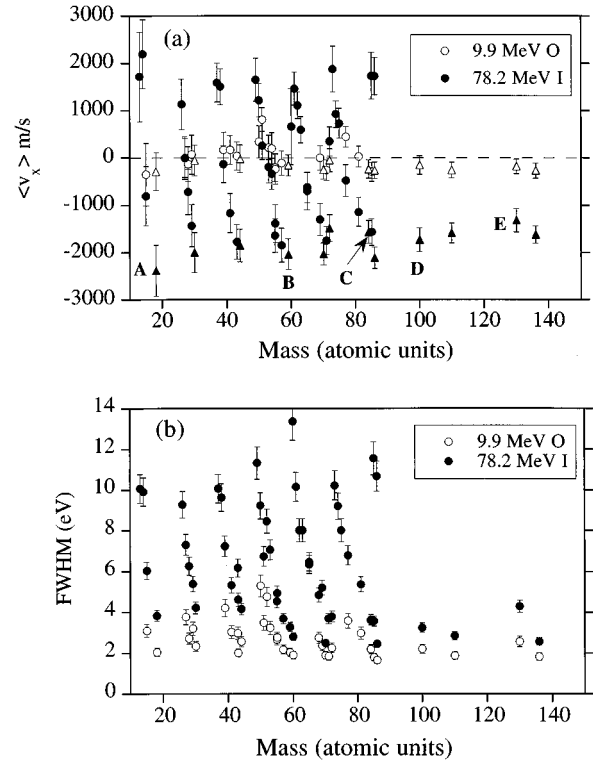 (a)
9.9 MeV O
78.2 MeV I
3000
2000
1000
0
-1000
-2000
-3000
<vx> m/s
A
B
C
D
E
20 40 60 80 100 120 140
Mass (atomic units)
(b)
9.9 MeV O
78.2 MeV I
14
12
10
8
6
4
2
0
FWHM (eV)
20 40 60 80 100 120 140
Mass (atomic units)